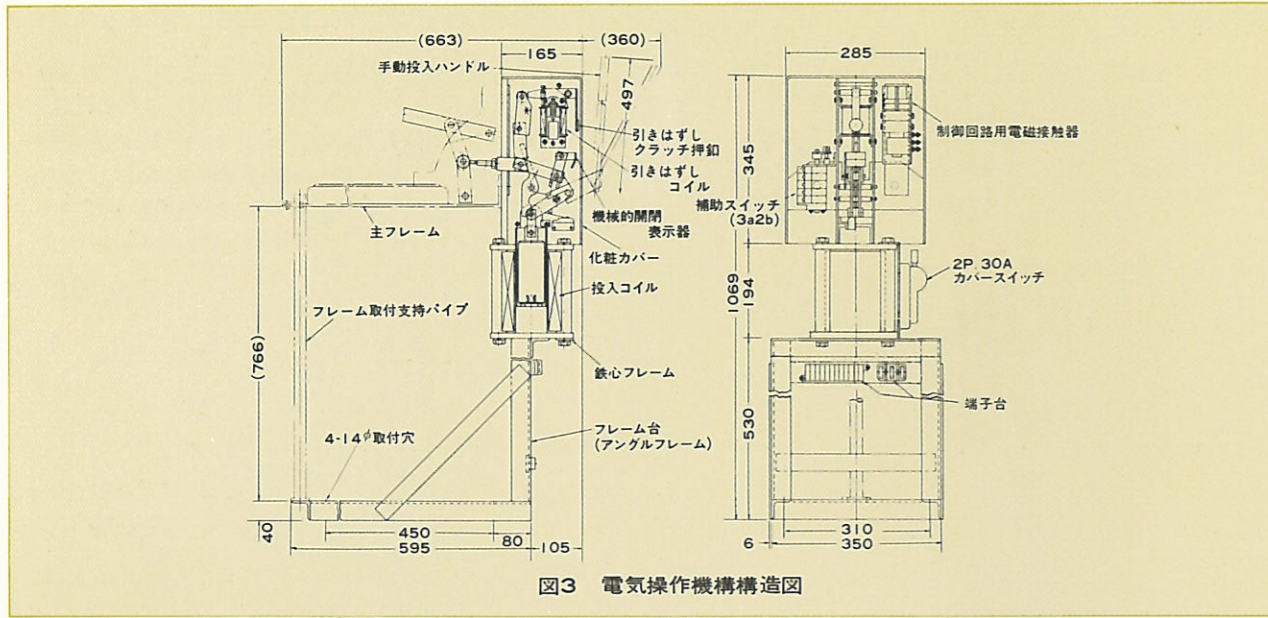 (663)
(360)
165
手動投入ハンドル
497
引きはずし
クラッチ押釦
引きはずし
コイル
機械的開閉
表示器
主フレーム
化粧カバー
投入コイル
フレーム取付支持パイプ
(766)
鉄心フレーム
4-14φ取付穴
フレーム台
(アングルフレーム)
40
450
80
595
105
285
制御回路用電磁接触器
345
補助スイッチ
(3a2b)
2P 30A
カバースイッチ
1069
194
端子台
530
310
6
350
図3 電気操作機構構造図